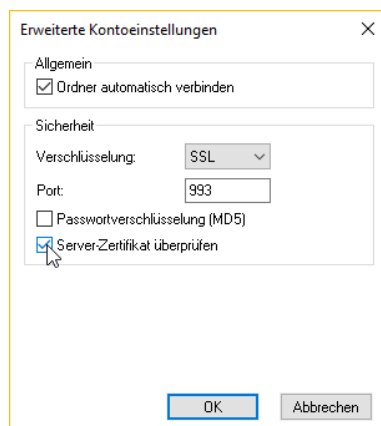 Erweiterte Kontoeinstellungen
Allgemein
Ordner automatisch verbinden
Sicherheit
Verschlüsselung: SSL
Port: 993
Passwortverschlüsselung (MD5)
Server-Zertifikat überprüfen
OK Abbrechen